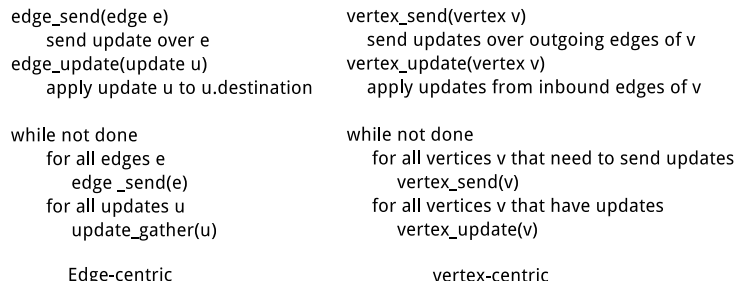 edge_send(edge e)
send update over e
edge_update(update u)
apply update u to u.destination
while not done
for all edges e
edge _send(e)
for all updates u
update_gather(u)
Edge-centric
vertex_send(vertex v)
send updates over outgoing edges of v
vertex_update(vertex v)
apply updates from inbound edges of v
while not done
for all vertices v that need to send updates
vertex_send(v)
for all vertices v that have updates
vertex_update(v)
vertex-centric